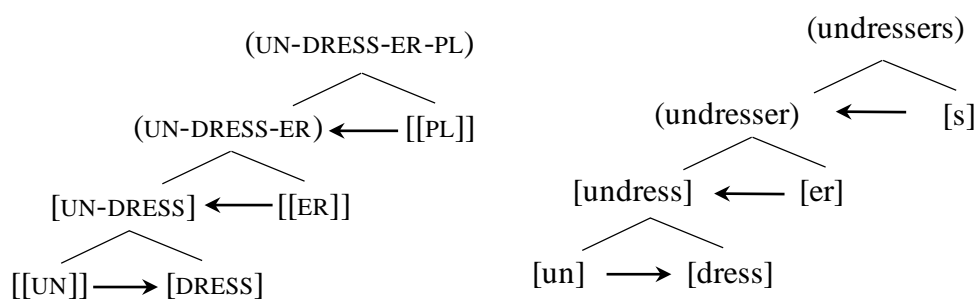 (UN-DRESS-ER-PL)
(UN-DRESS-ER) [[PL]]
[UN-DRESS] [[ER]]
[[UN]] [DRESS]
(undressers)
(undresser) [s]
[undress] [er]
[un] [dress]